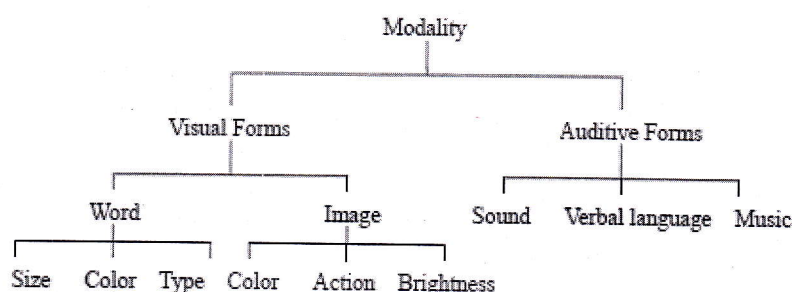 Modality
Visual Forms Auditive Forms
Word Image Sound Verbal language Music
Size Color Type Color Action Brightness